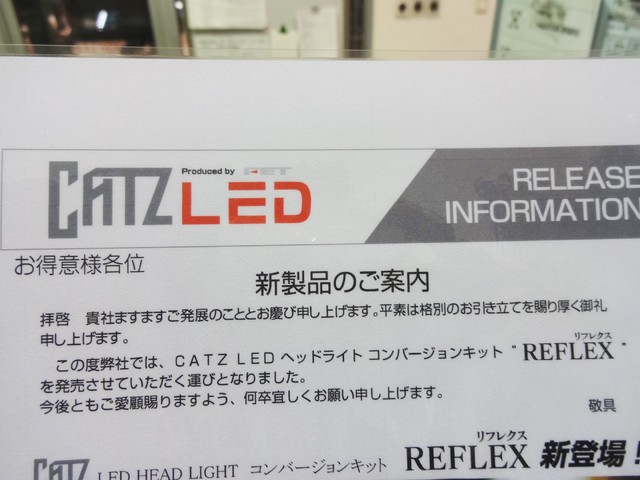 CATZ Produced by FET
LED
RELEASE
INFORMATION
お得意様各位
新製品のご案内
拝啓　貴社ますますご発展のこととお慶び申し上げます。平素は格別のお引き立てを賜り厚く御礼
申し上げます。
この度弊社では、ＣＡＴＺ ＬＥＤ ヘッドライト コンバージョンキット "REFLEX"
リフレクス
を発売させていただく運びとなりました。
今後ともご愛顧賜りますよう、何卒宜しくお願い申し上げます。
敬具
リフレクス
CATZ LED HEAD LIGHT コンバージョンキット REFLEX 新登場！